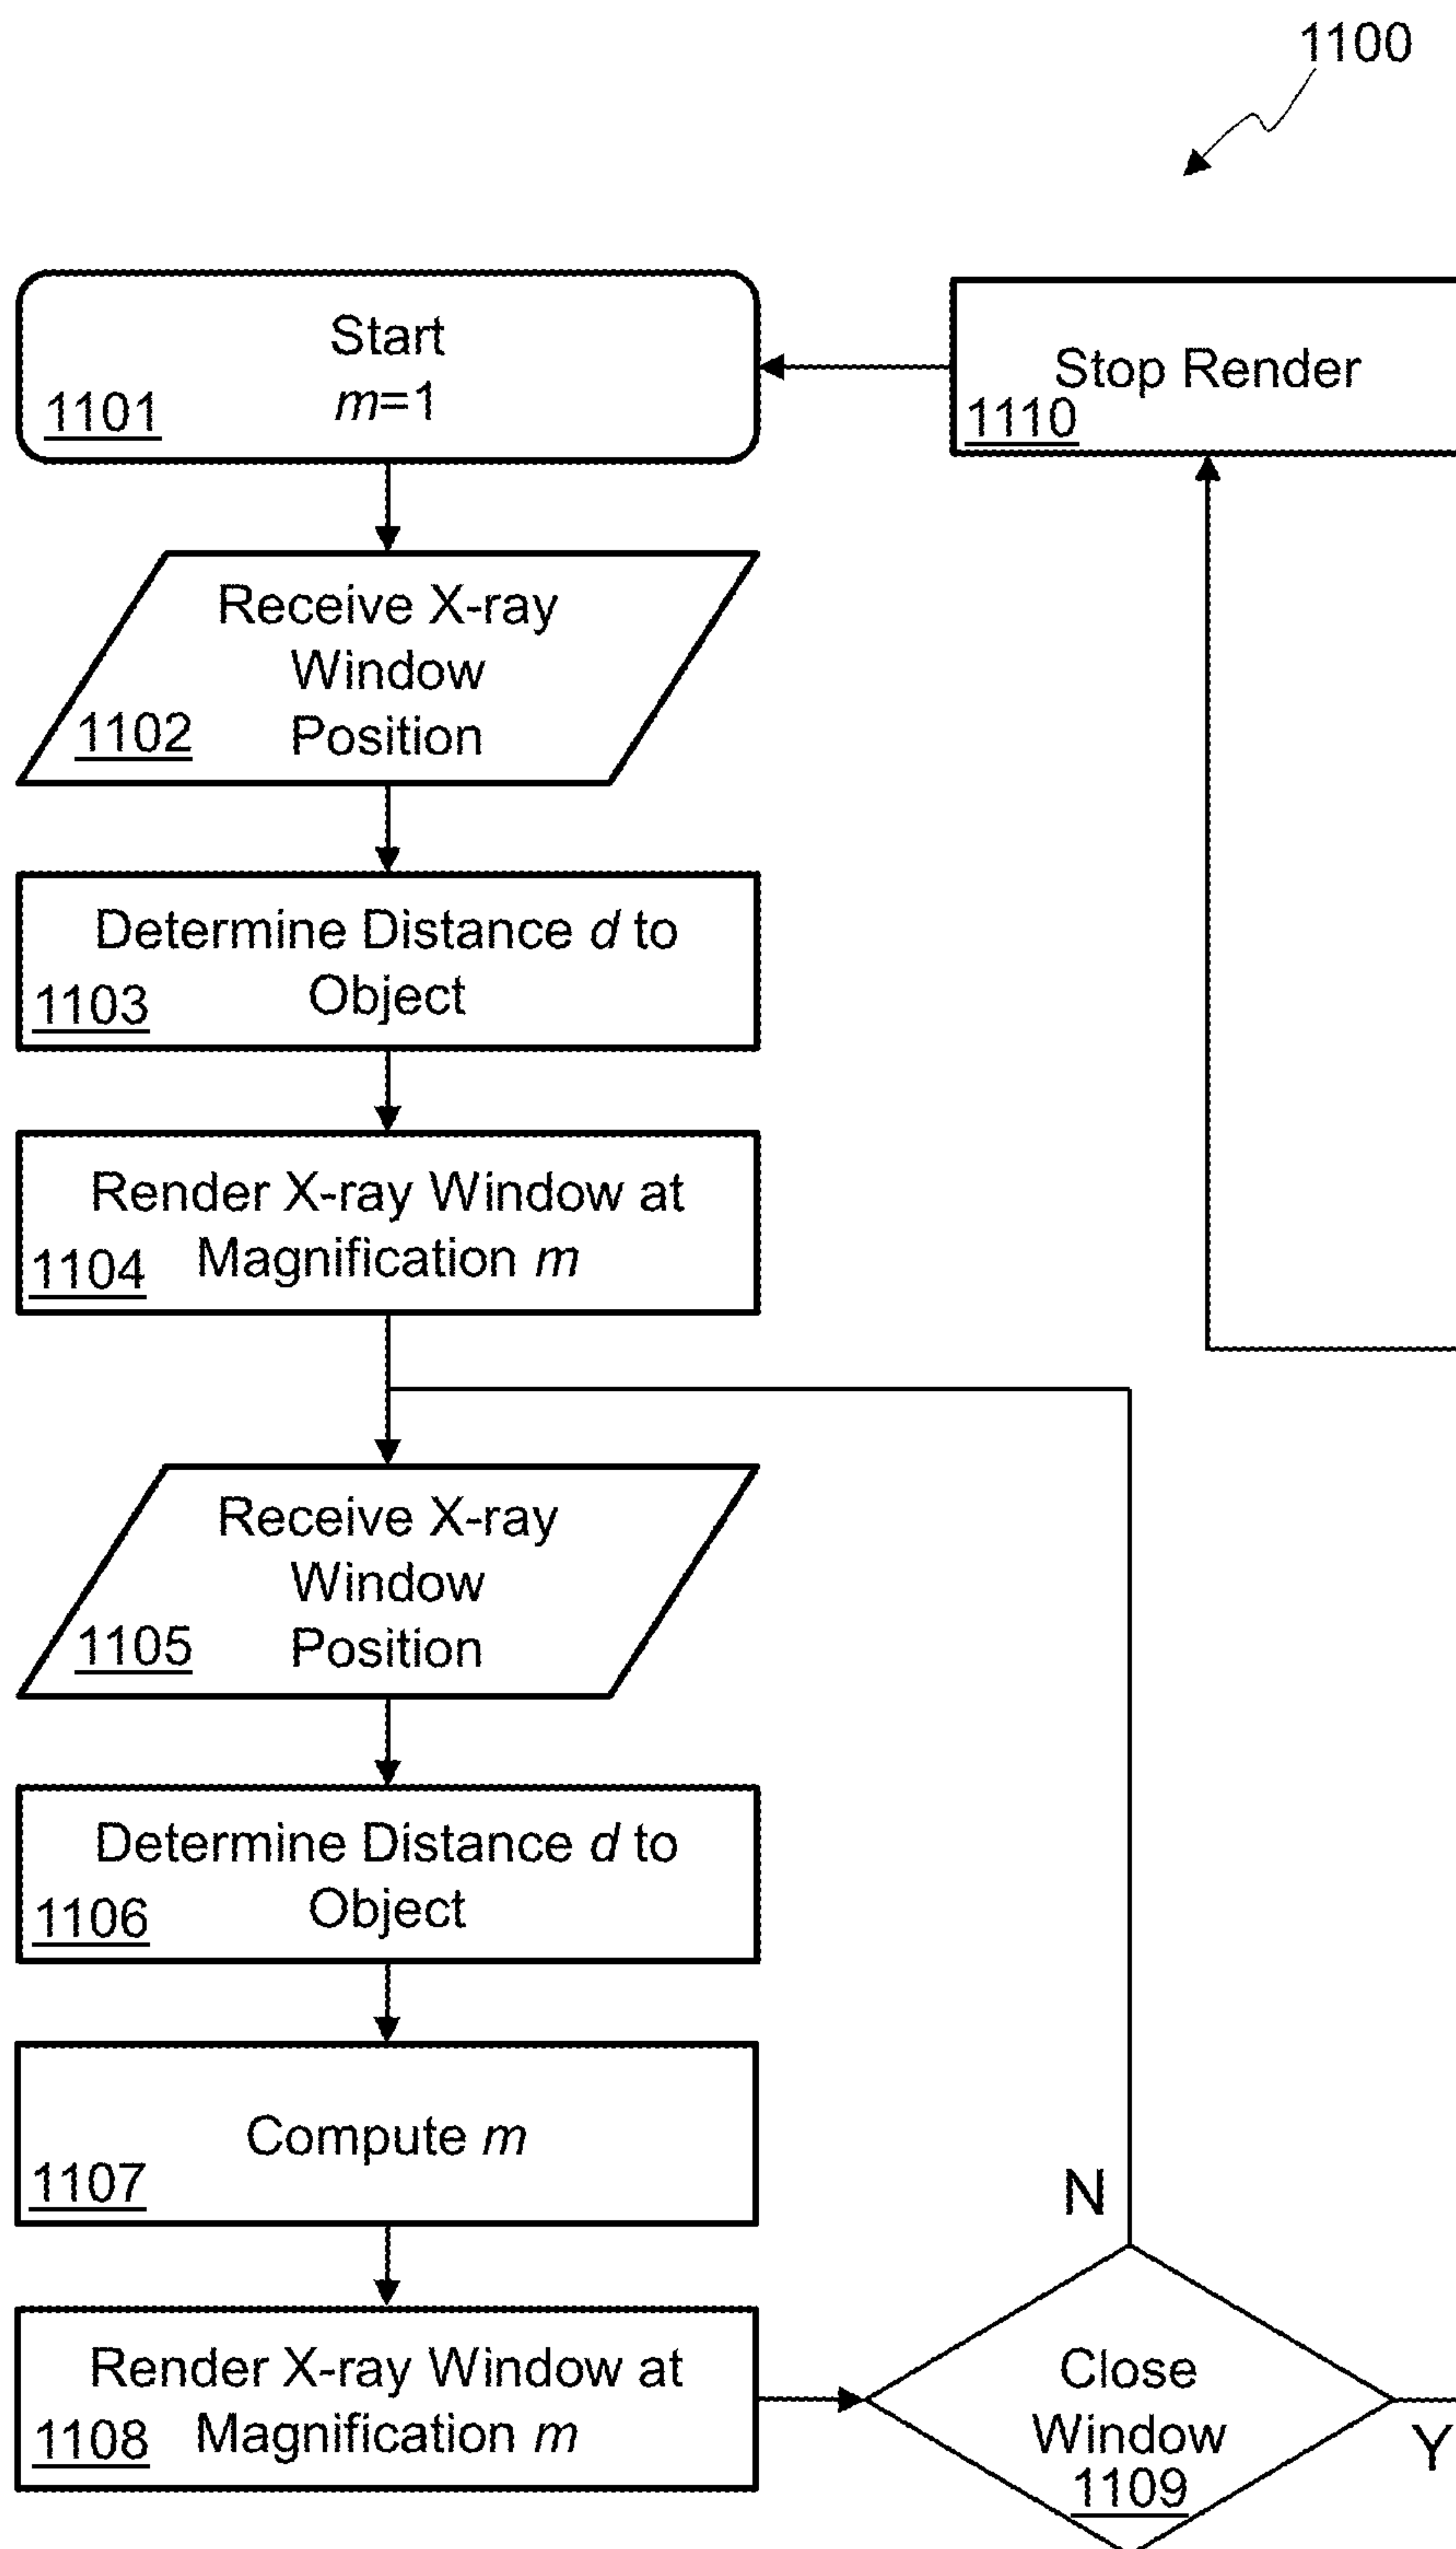 1100
Start
m=1
1101
Stop Render
1110
Receive X-ray
Window
Position
1102
Determine Distance d to
Object
1103
Render X-ray Window at
Magnification m
1104
Receive X-ray
Window
Position
1105
Determine Distance d to
Object
1106
Compute m
1107
Render X-ray Window at
Magnification m
1108
N
Close
Window
1109
Y